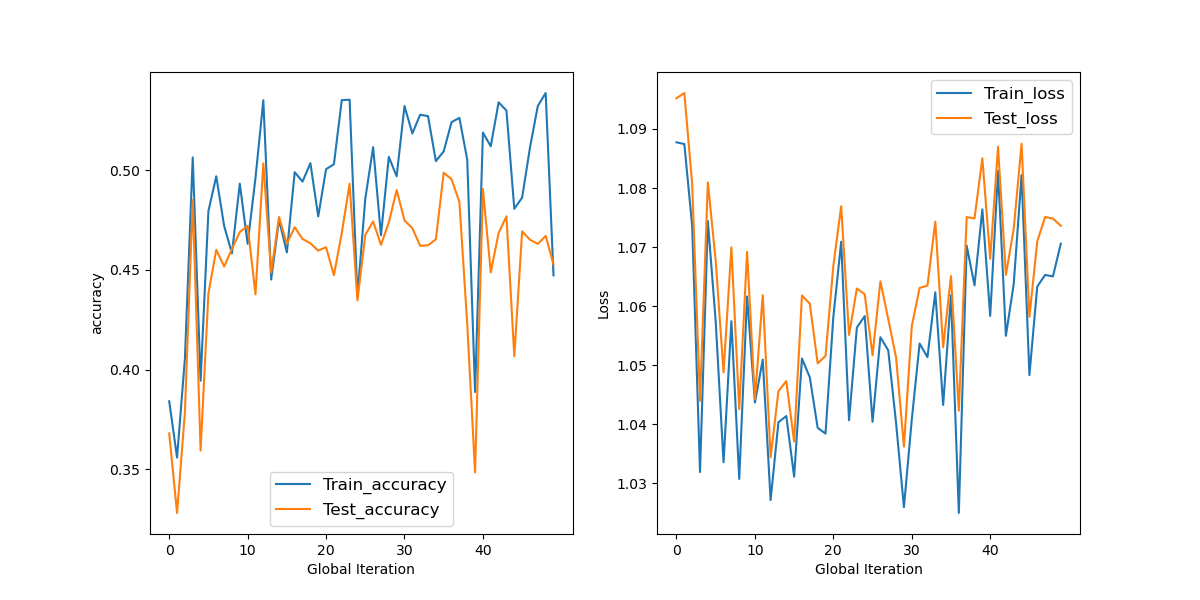 0.50
0.45
0.40
0.35
accuracy
Train_accuracy
Test_accuracy
0 10 20 30 40
Global Iteration
1.09
1.08
1.07
1.06
1.05
1.04
1.03
Loss
Train_loss
Test_loss
0 10 20 30 40
Global Iteration